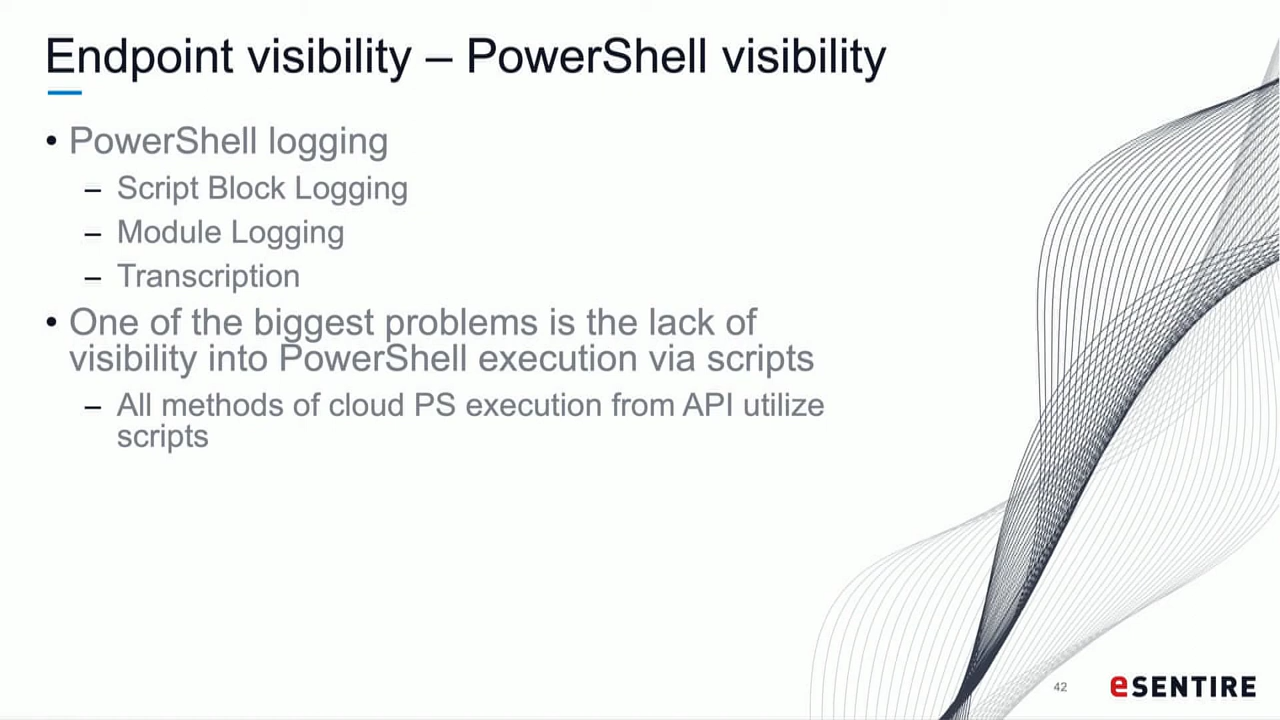 Endpoint visibility – PowerShell visibility
• PowerShell logging
– Script Block Logging
– Module Logging
– Transcription
• One of the biggest problems is the lack of
visibility into PowerShell execution via scripts
– All methods of cloud PS execution from API utilize
scripts
42
eSENTIRE